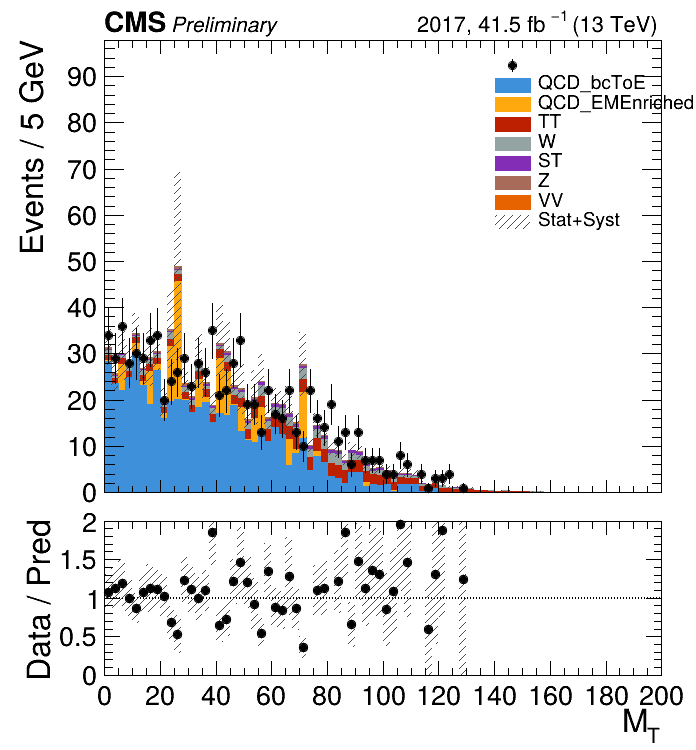 CMS Preliminary 2017, 41.5 fb⁻¹ (13 TeV)
Events / 5 GeV
90
80
70
60
50
40
30
20
10
0
QCD_bcToE
QCD_EMEnriched
TT
W
ST
Z
VV
Stat+Syst
Data / Pred
2
1.5
1
0.5
0
0 20 40 60 80 100 120 140 160 180 200
M_T